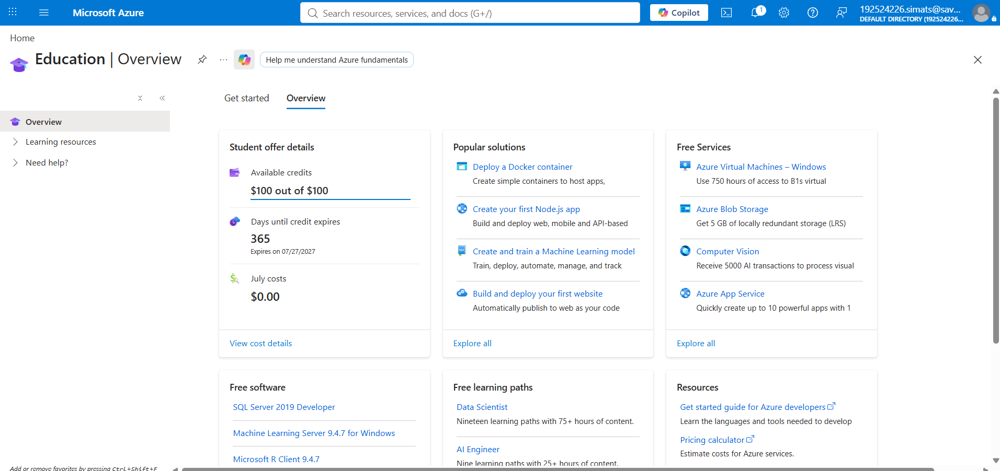 Microsoft Azure
Search resources, services, and docs (G+/)
Copilot
1
192524226.simats@sav...
DEFAULT DIRECTORY (192524226...
Home
Education | Overview
...
Help me understand Azure fundamentals
Get started
Overview
Overview
Learning resources
Need help?
Student offer details
Available credits
$100 out of $100
Days until credit expires
365
Expires on 07/27/2027
July costs
$0.00
View cost details
Popular solutions
Deploy a Docker container
Create simple containers to host apps,
Create your first Node.js app
Build and deploy web, mobile and API-based
Create and train a Machine Learning model
Train, deploy, automate, manage, and track
Build and deploy your first website
Automatically publish to web as your code
Explore all
Free Services
Azure Virtual Machines – Windows
Use 750 hours of access to B1s virtual
Azure Blob Storage
Get 5 GB of locally redundant storage (LRS)
Computer Vision
Receive 5000 AI transactions to process visual
Azure App Service
Quickly create up to 10 powerful apps with 1
Explore all
Free software
SQL Server 2019 Developer
Machine Learning Server 9.4.7 for Windows
Microsoft R Client 9.4.7
Free learning paths
Data Scientist
Nineteen learning paths with 75+ hours of content.
AI Engineer
Nine learning paths with 25+ hours of content.
Resources
Get started guide for Azure developers
Learn the languages and tools needed to develop
Pricing calculator
Estimate costs for Azure services.
Add or remove favorites by pressing Ctrl+Shift+F